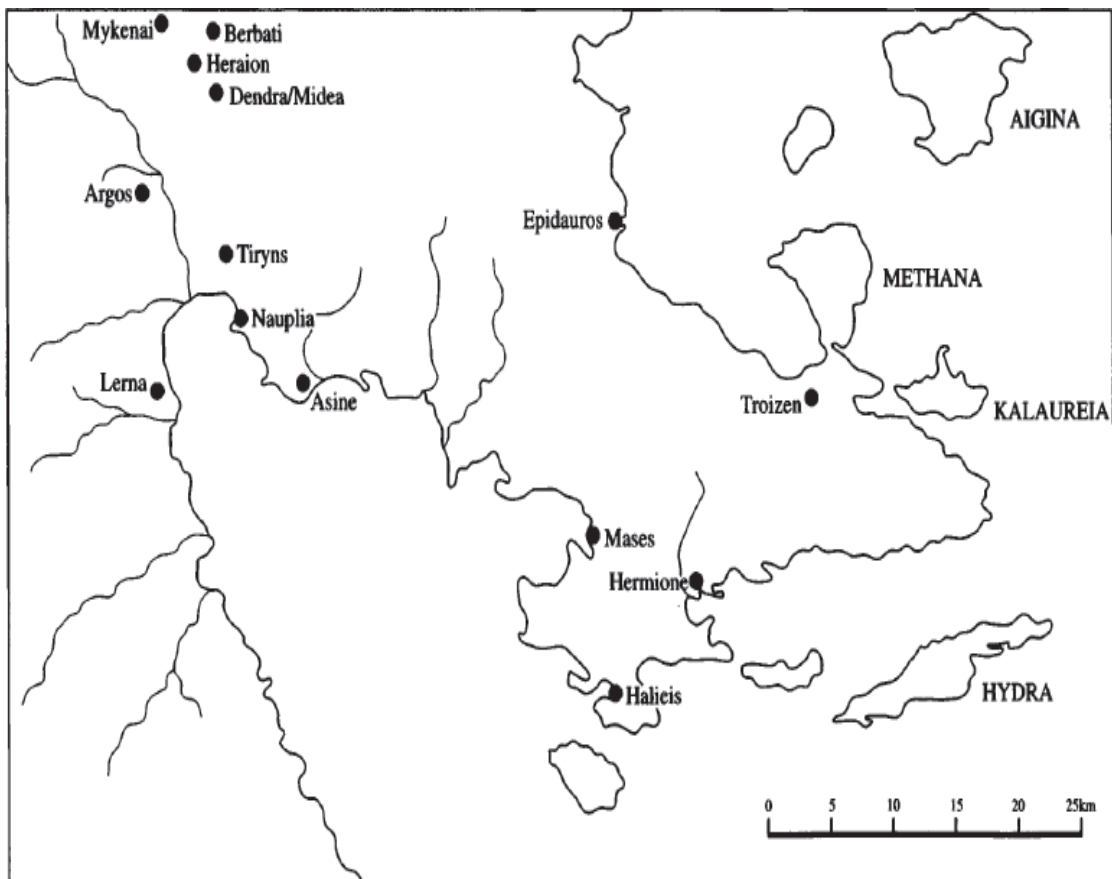 Mykenai
Berbati
Heraion
Dendra/Midea
AIGINA
Argos
Epidauros
Tiryns
METHANA
Nauplia
Lerna
Asine
Troizen
KALAUREIA
Mases
Hermione
Halieis
HYDRA
0 5 10 15 20 25km